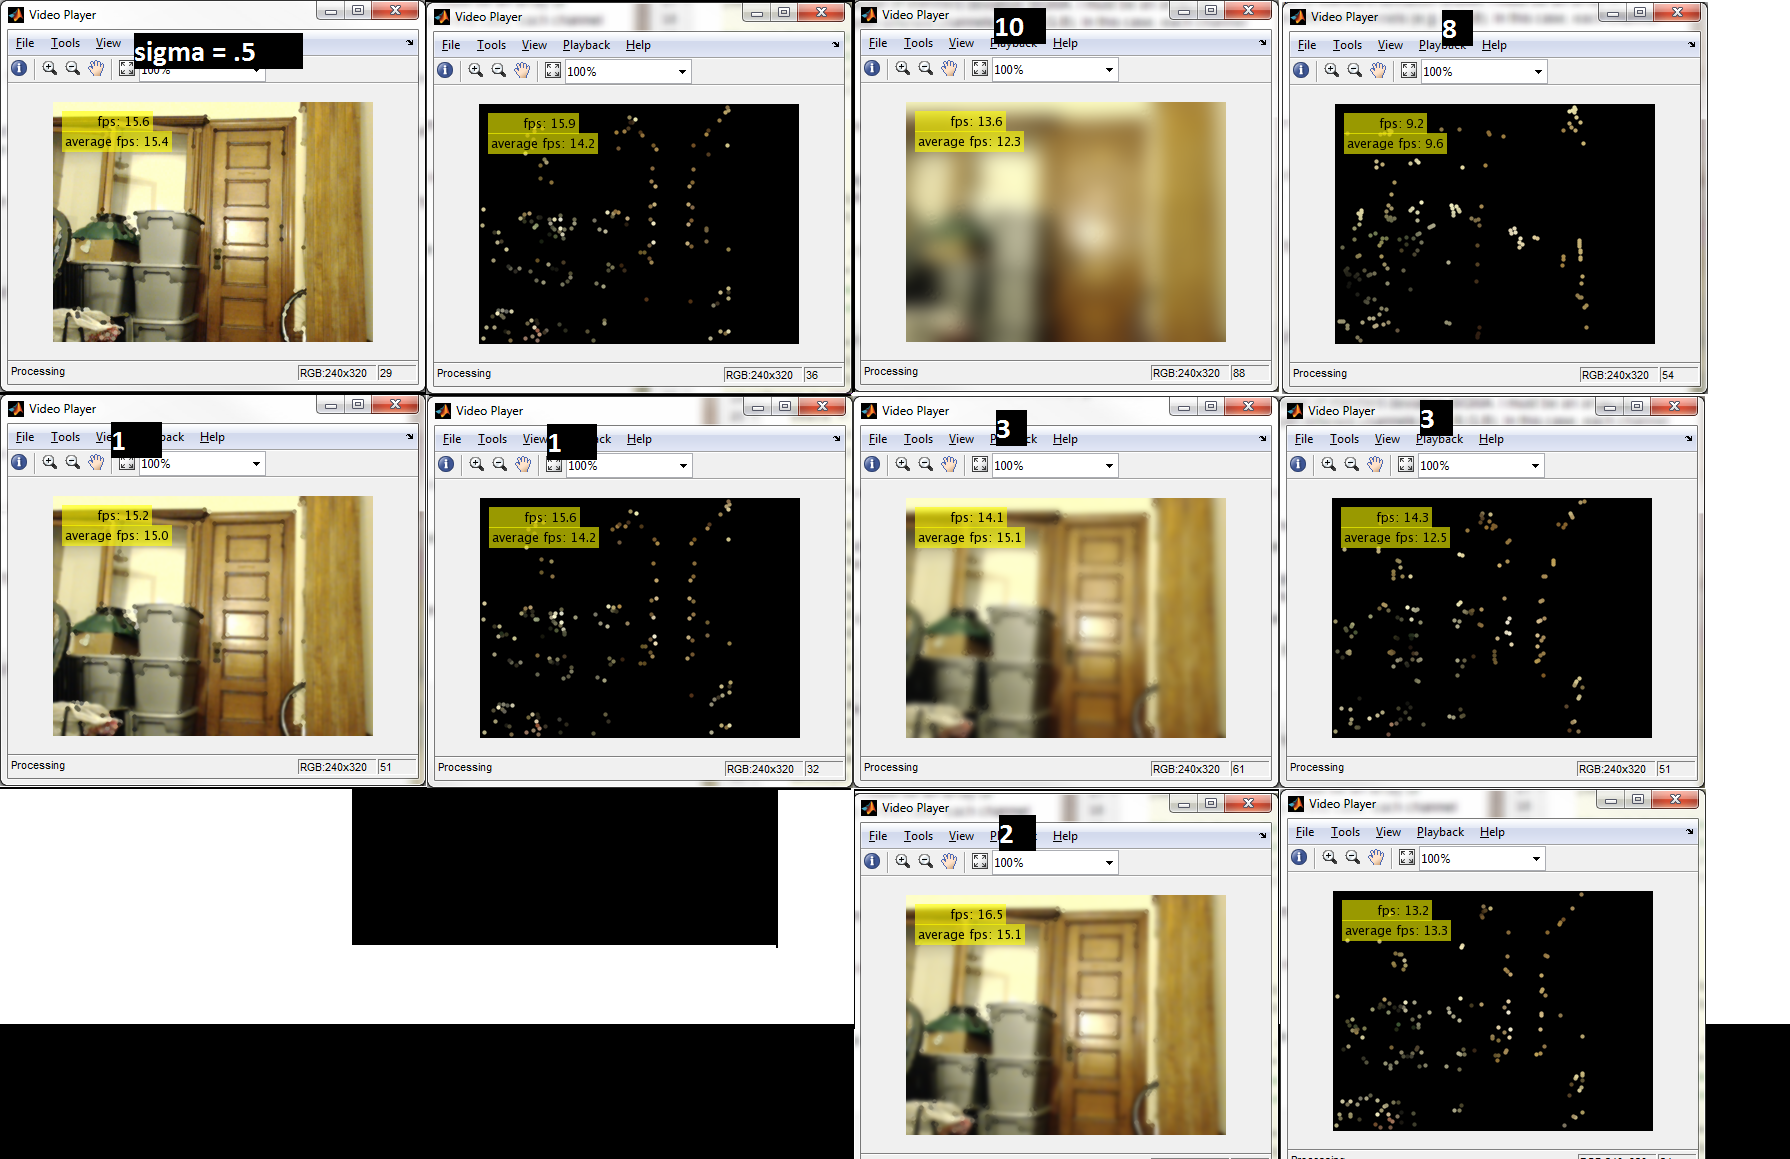 Video Player
File Tools View
sigma = .5
100%
fps: 15.6
average fps: 15.4
Processing
RGB:240x320 29
Video Player
File Tools View Playback Help
100%
fps: 15.9
average fps: 14.2
Processing
RGB:240x320 36
Video Player
10
File Tools View Help
100%
fps: 13.6
average fps: 12.3
Processing
RGB:240x320 88
Video Player
8
File Tools View Playback Help
100%
fps: 9.2
average fps: 9.6
Processing
RGB:240x320 54
Video Player
File Tools View Playback Help
1
100%
fps: 15.2
average fps: 15.0
Processing
RGB:240x320 51
Video Player
File Tools View Playback Help
1
100%
fps: 15.6
average fps: 14.2
Processing
RGB:240x320 32
Video Player
3
File Tools View Playback Help
100%
fps: 14.1
average fps: 15.1
Processing
RGB:240x320 61
Video Player
3
File Tools View Playback Help
100%
fps: 14.3
average fps: 12.5
Processing
RGB:240x320 51
Video Player
File Tools View Help
2
100%
fps: 16.5
average fps: 15.1
Video Player
File Tools View Playback Help
100%
fps: 13.2
average fps: 13.3